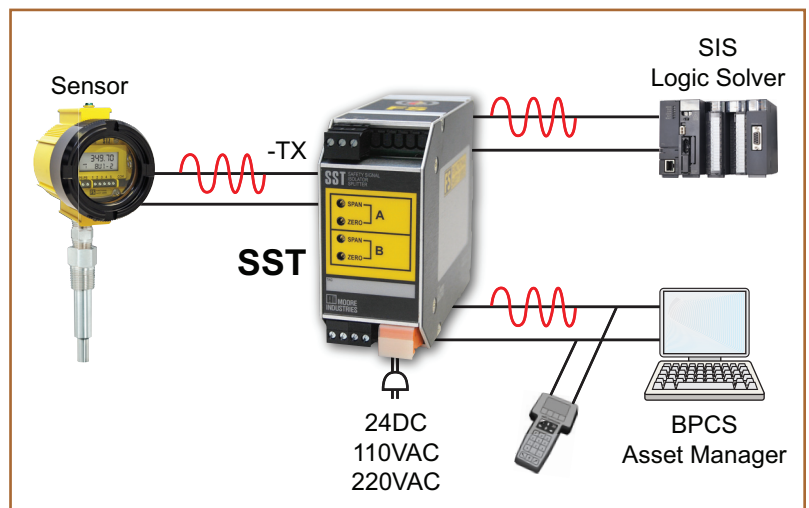 Sensor
SIS
Logic Solver
349.70
-TX
SST
SAFETY SIGNAL
ISOLATOR
SPLITTER
SPAN
A
ZERO
SPAN
B
ZERO
SST
MOORE
INDUSTRIES
24DC
110VAC
220VAC
BPCS
Asset Manager